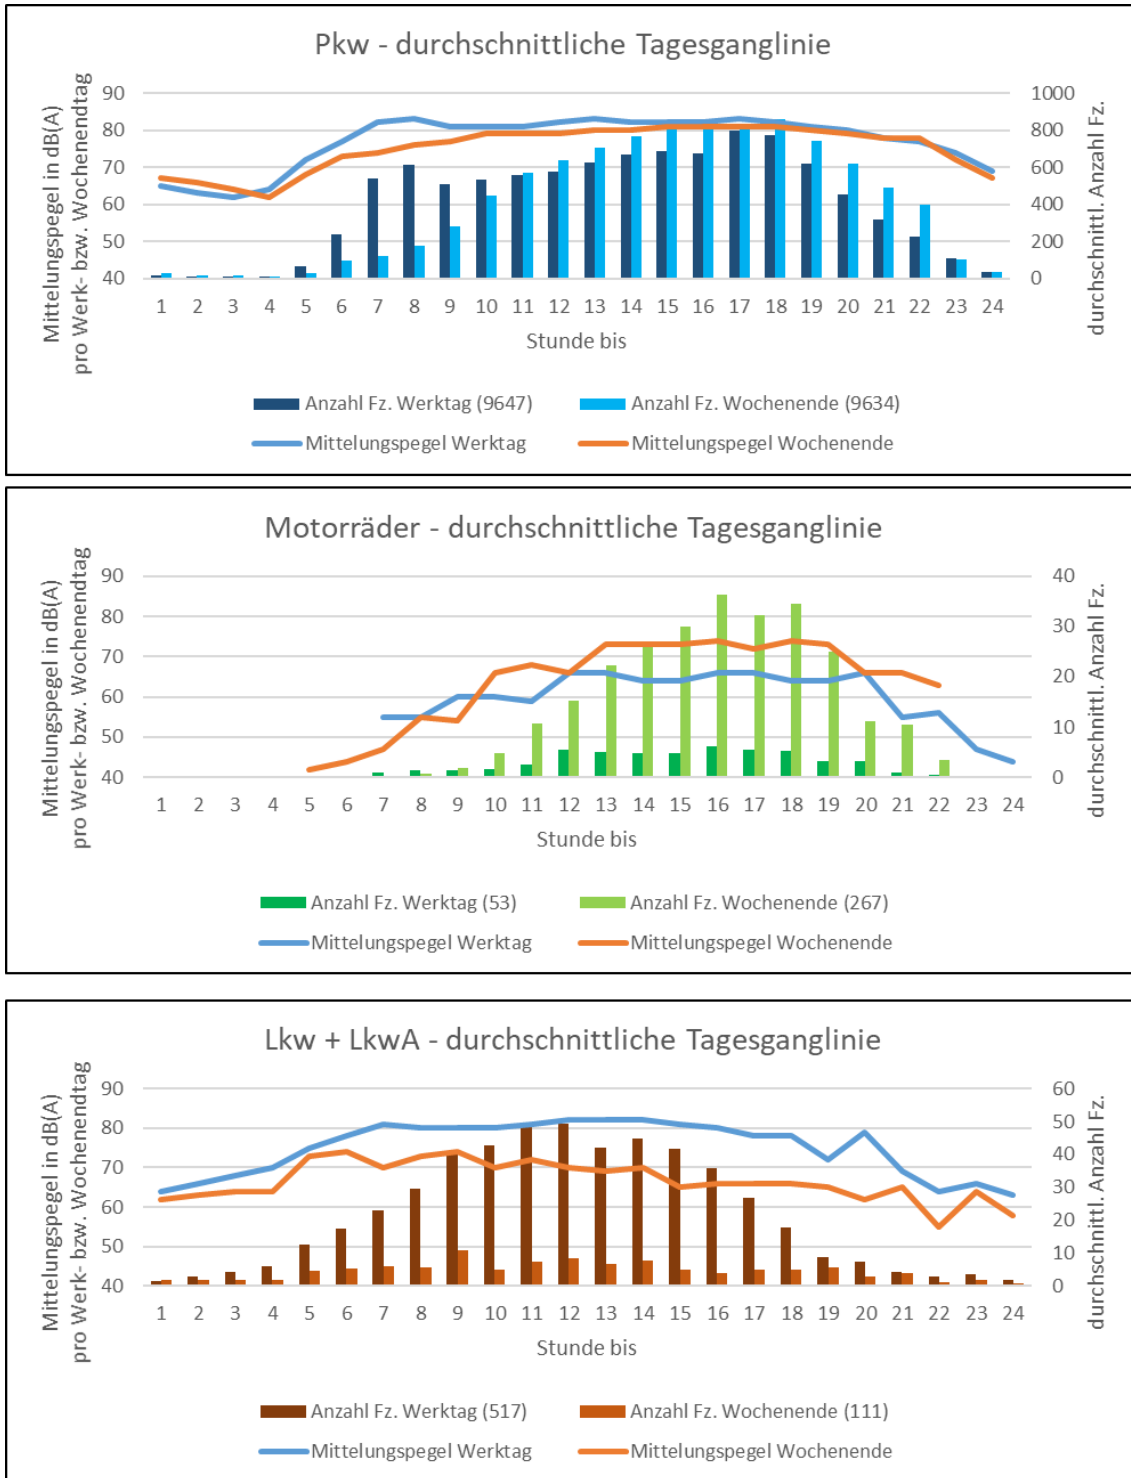 Pkw - durchschnittliche Tagesganglinie
Mittelungspegel in dB(A)
pro Werk- bzw. Wochenendtag
90
80
70
60
50
40
1000
800
600
400
200
0
durchschnittl. Anzahl Fz.
1 2 3 4 5 6 7 8 9 10 11 12 13 14 15 16 17 18 19 20 21 22 23 24
Stunde bis
Anzahl Fz. Werktag (9647) Anzahl Fz. Wochenende (9634)
Mittelungspegel Werktag Mittelungspegel Wochenende
Motorräder - durchschnittliche Tagesganglinie
Mittelungspegel in dB(A)
pro Werk- bzw. Wochenendtag
90
80
70
60
50
40
40
30
20
10
0
durchschnittl. Anzahl Fz.
1 2 3 4 5 6 7 8 9 10 11 12 13 14 15 16 17 18 19 20 21 22 23 24
Stunde bis
Anzahl Fz. Werktag (53) Anzahl Fz. Wochenende (267)
Mittelungspegel Werktag Mittelungspegel Wochenende
Lkw + LkwA - durchschnittliche Tagesganglinie
Mittelungspegel in dB(A)
pro Werk- bzw. Wochenendtag
90
80
70
60
50
40
60
50
40
30
20
10
0
durchschnittl. Anzahl Fz.
1 2 3 4 5 6 7 8 9 10 11 12 13 14 15 16 17 18 19 20 21 22 23 24
Stunde bis
Anzahl Fz. Werktag (517) Anzahl Fz. Wochenende (111)
Mittelungspegel Werktag Mittelungspegel Wochenende